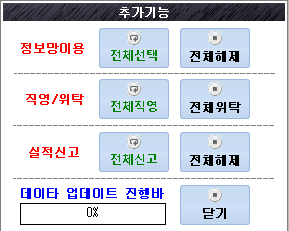 추가기능
정보망이용 전체선택 전체해제
직영/위탁 전체직영 전체위탁
실적신고 전체신고 전체해제
데이타 업데이트 진행바
0% 닫기